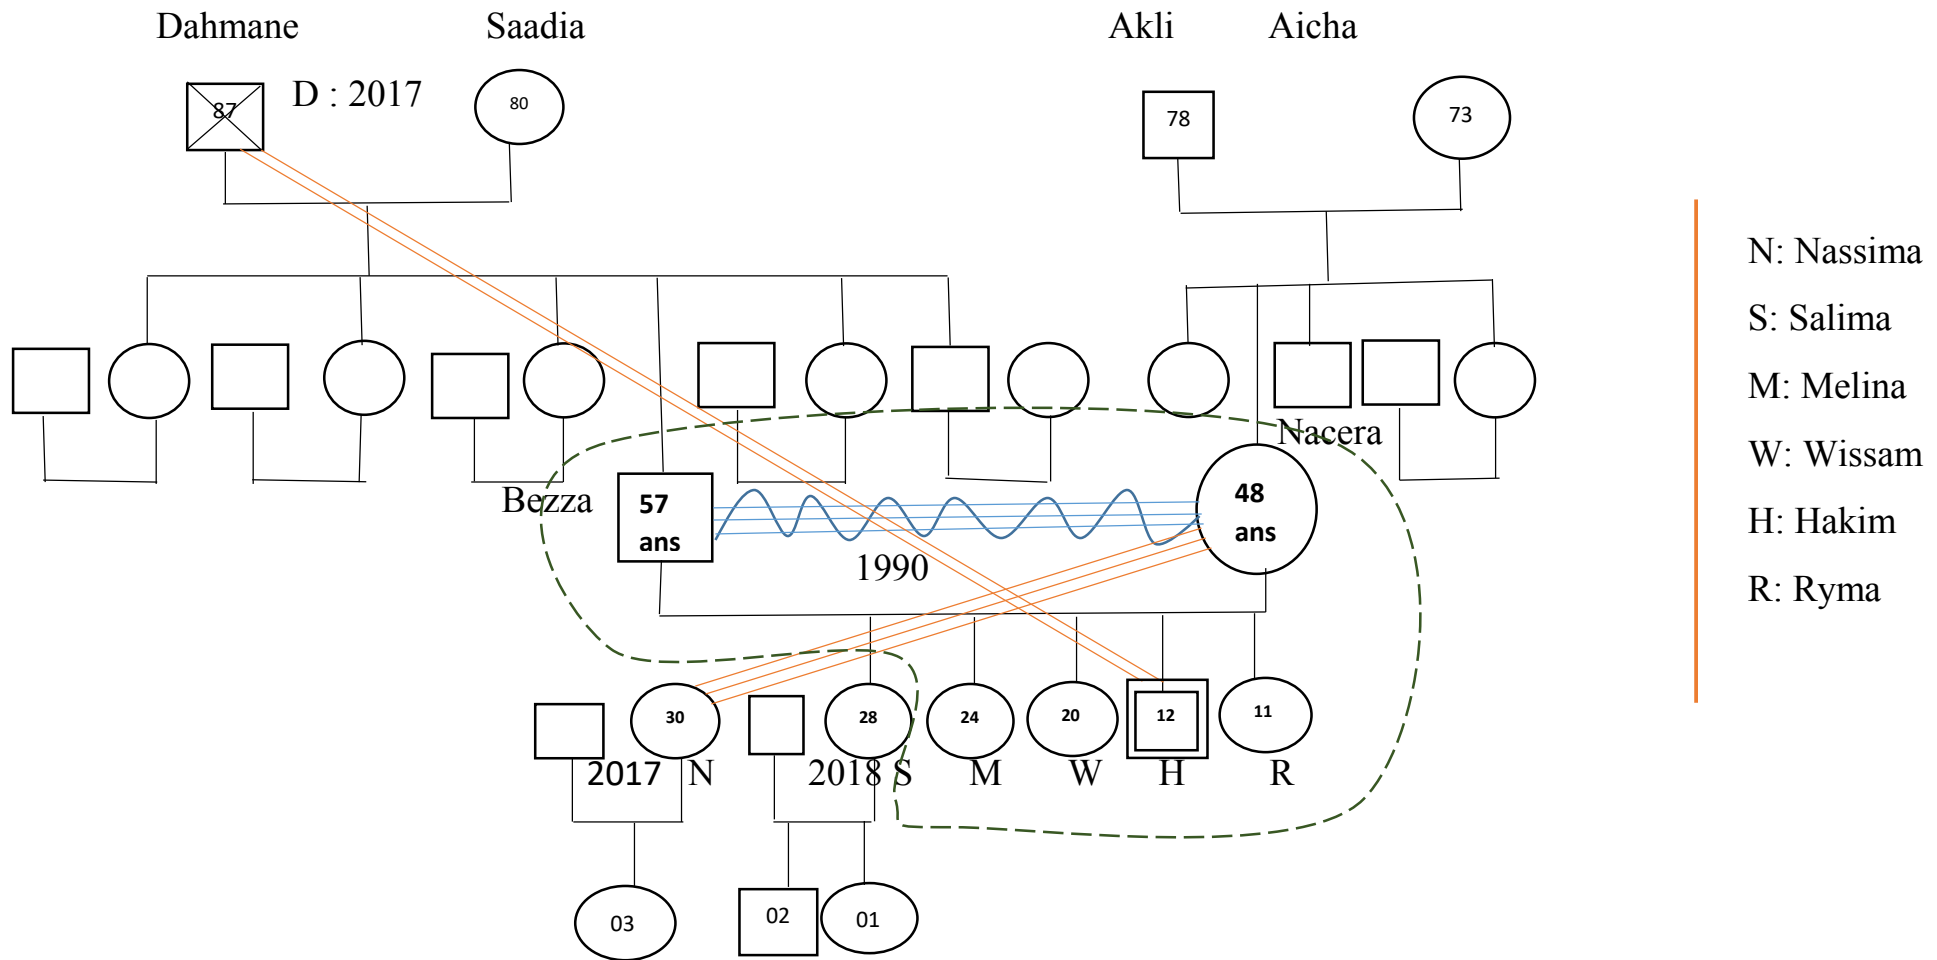 Dahmane Saadia Akli Aicha
87 D : 2017 80 78 73
N: Nassima
S: Salima
M: Melina
W: Wissam
H: Hakim
R: Ryma
Nacera
Bezza
57
ans
48
ans
1990
30 28 24 20 12 11
2017 N 2018 S M W H R
03 02 01